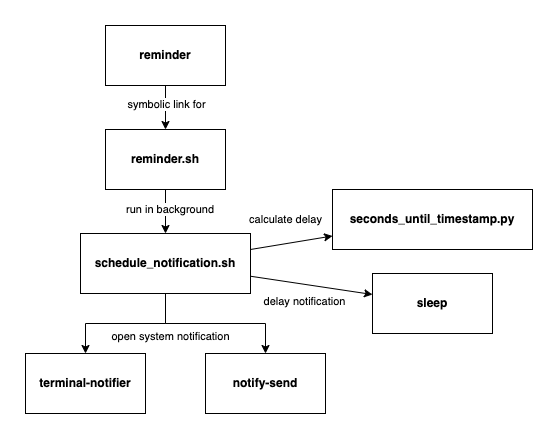 reminder
symbolic link for
reminder.sh
run in background
calculate delay
seconds_until_timestamp.py
schedule_notification.sh
delay notification
sleep
open system notification
terminal-notifier
notify-send